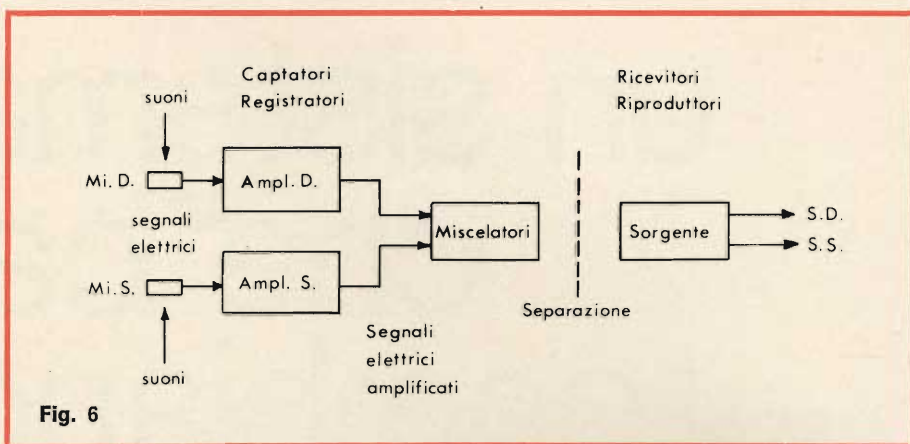 Captatori
Registratori
Ricevitori
Riproduttori
suoni
Mi. D.
Ampl. D.
segnali
elettrici
Miscelatori
Sorgente
S.D.
S.S.
Mi. S.
Ampl. S.
Separazione
Segnali
elettrici
amplificati
suoni
Fig. 6